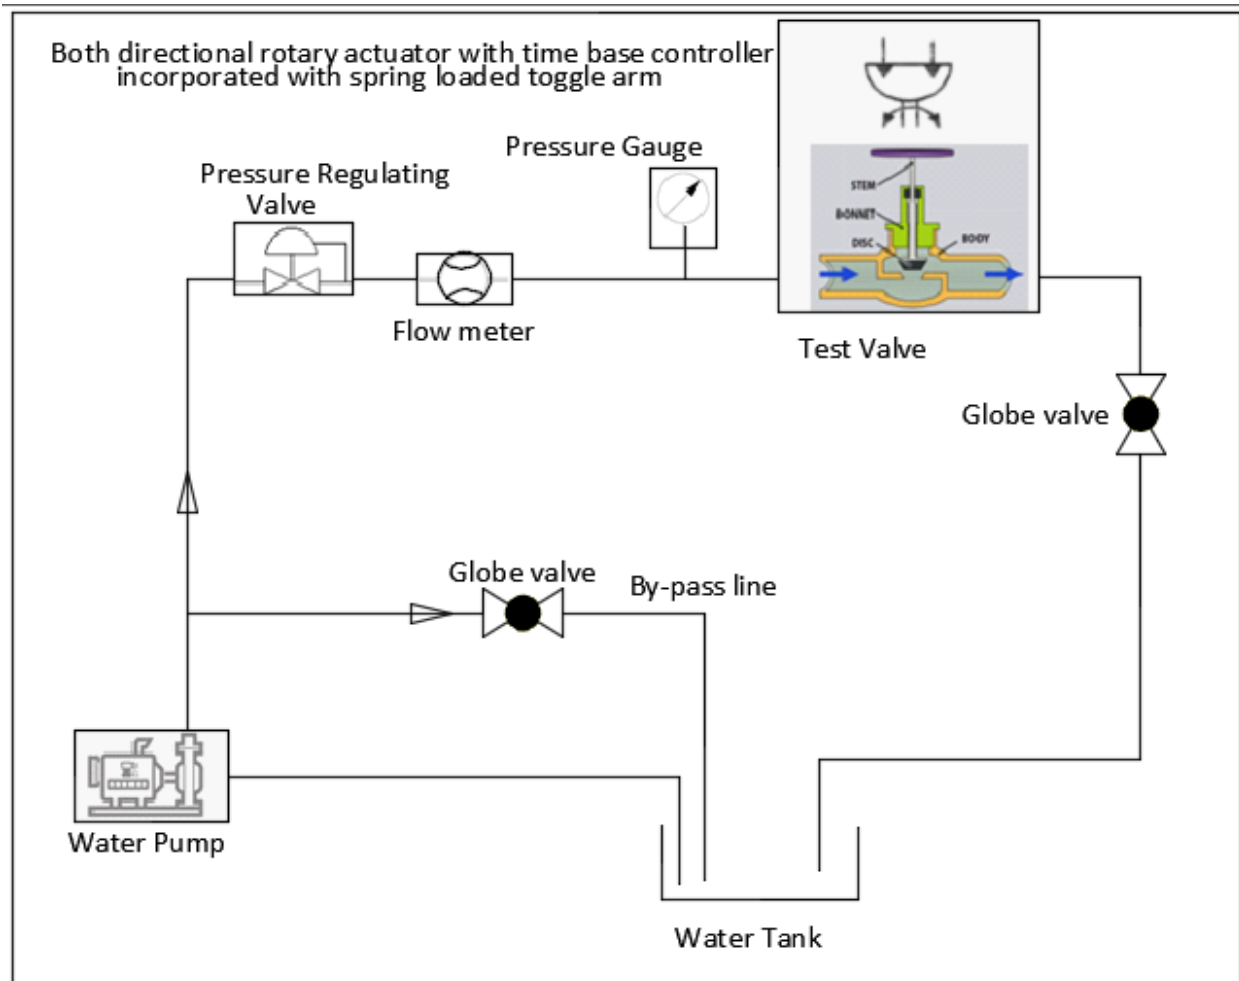 Both directional rotary actuator with time base controller
incorporated with spring loaded toggle arm
Pressure Gauge
Pressure Regulating
Valve
STEM
BONNET
DISC
BODY
Flow meter
Test Valve
Globe valve
Globe valve
By-pass line
Water Pump
Water Tank